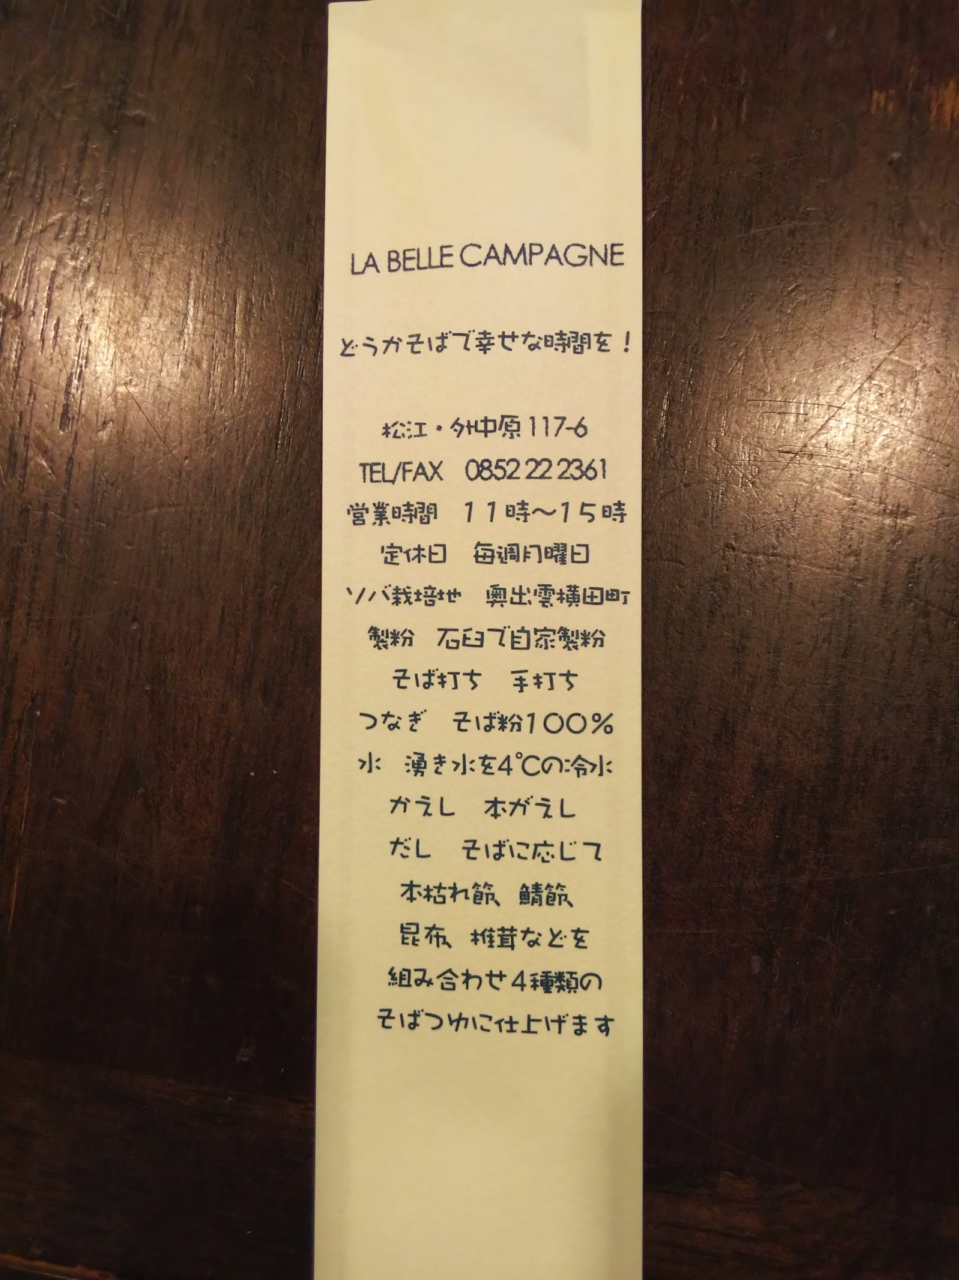 LA BELLE CAMPAGNE
どうかそばで幸せな時間を！
松江・外中原117-6
TEL/FAX　0852 22 2361
営業時間　１１時～１５時
定休日　毎週月曜日
ソバ栽培地　奥出雲横田町
製粉　石臼で自家製粉
そば打ち　手打ち
つなぎ　そば粉１００％
水　湧き水を4℃の冷水
かえし　本がえし
だし　そばに応じて
本枯れ節、鯖節、
昆布、椎茸などを
組み合わせ４種類の
そばつゆに仕上げます